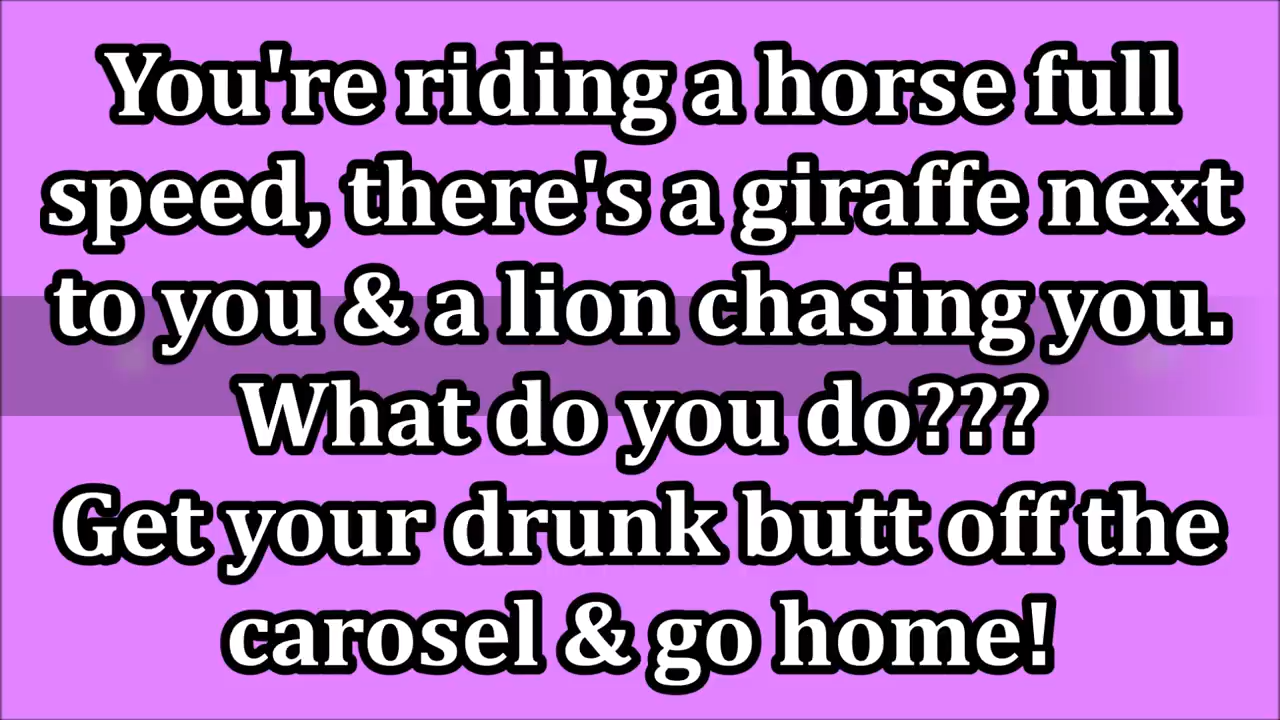 You're riding a horse full
speed, there's a giraffe next
to you & a lion chasing you.
What do you do???
Get your drunk butt off the
carosel & go home!